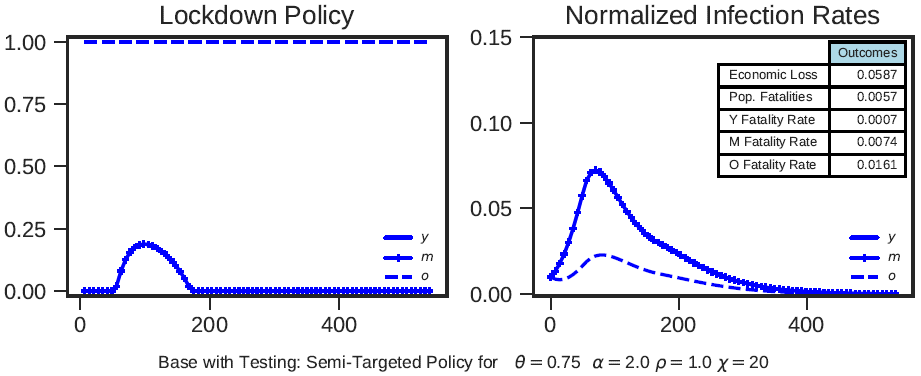 Lockdown Policy
1.00
0.75
0.50
0.25
0.00
0 200 400
y
m
o
Normalized Infection Rates
0.15
0.10
0.05
0.00
0 200 400
Outcomes
Economic Loss 0.0587
Pop. Fatalities 0.0057
Y Fatality Rate 0.0007
M Fatality Rate 0.0074
O Fatality Rate 0.0161
y
m
o
Base with Testing: Semi-Targeted Policy for θ = 0.75 α = 2.0 ρ = 1.0 χ = 20